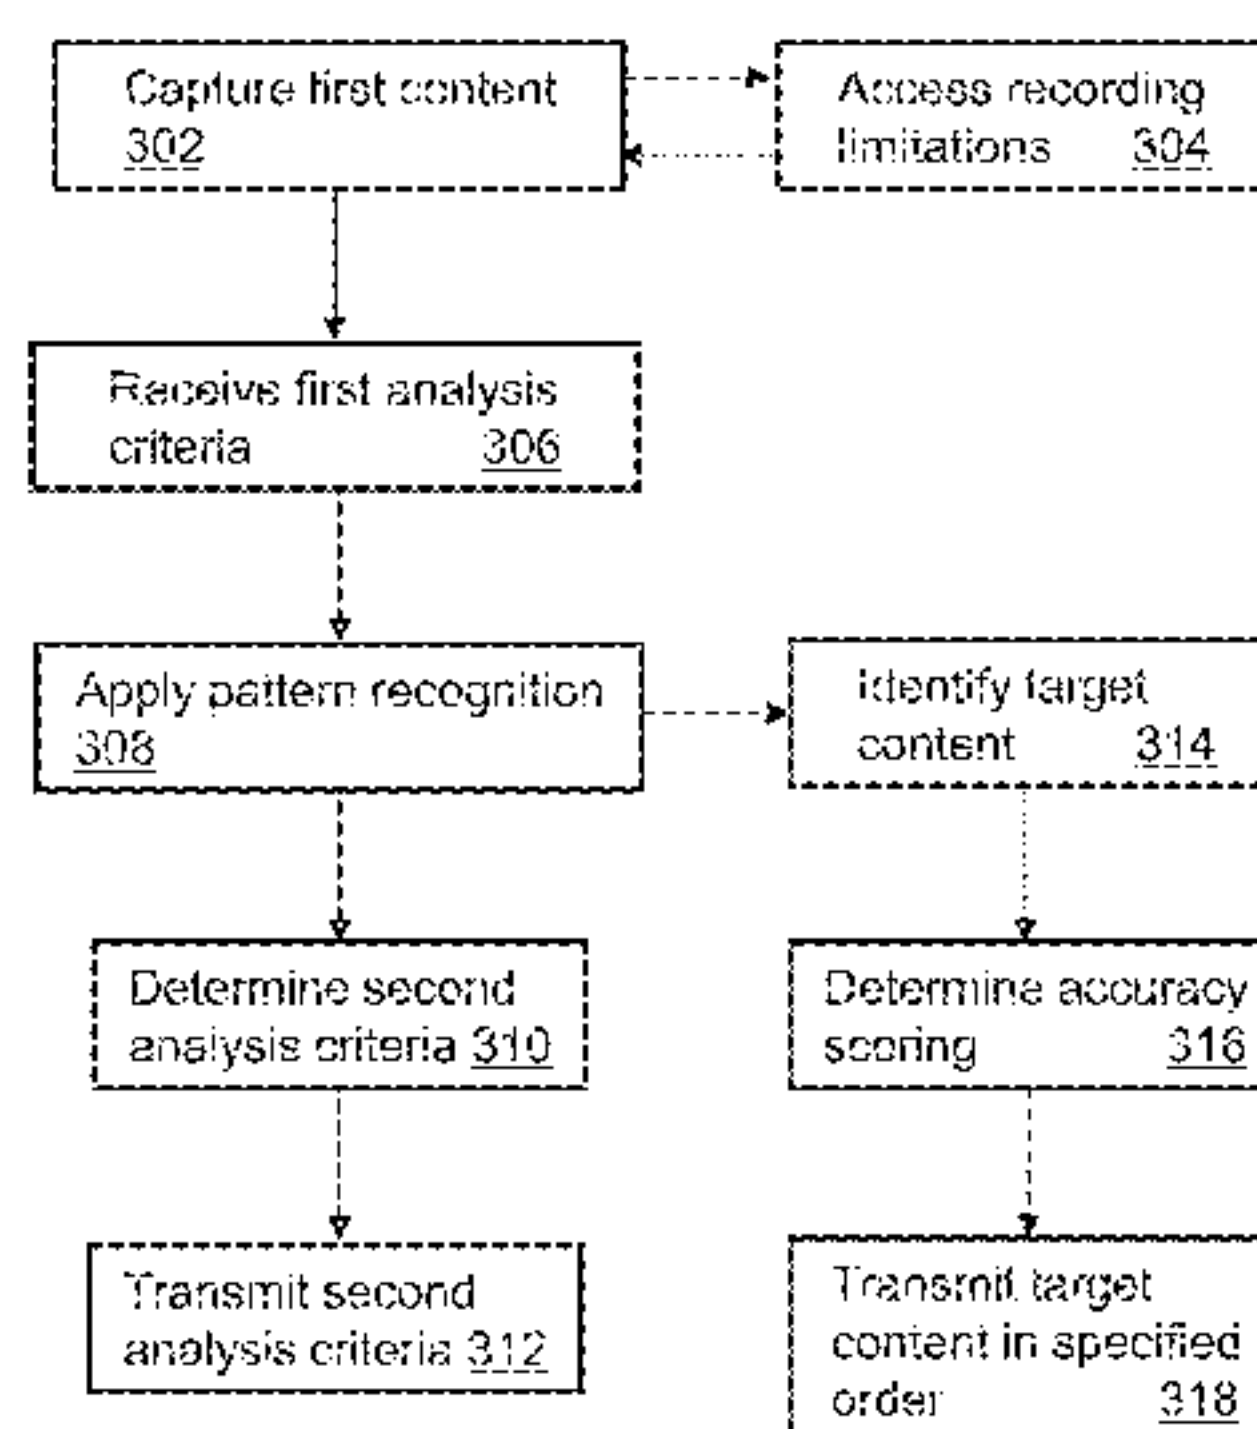 Capture first content
302
Access recording
limitations 304
Receive first analysis
criteria 306
Apply pattern recognition
308
Identify target
content 314
Determine second
analysis criteria 310
Determine accuracy
scoring 316
Transmit second
analysis criteria 312
Transmit target
content in specified
order 318